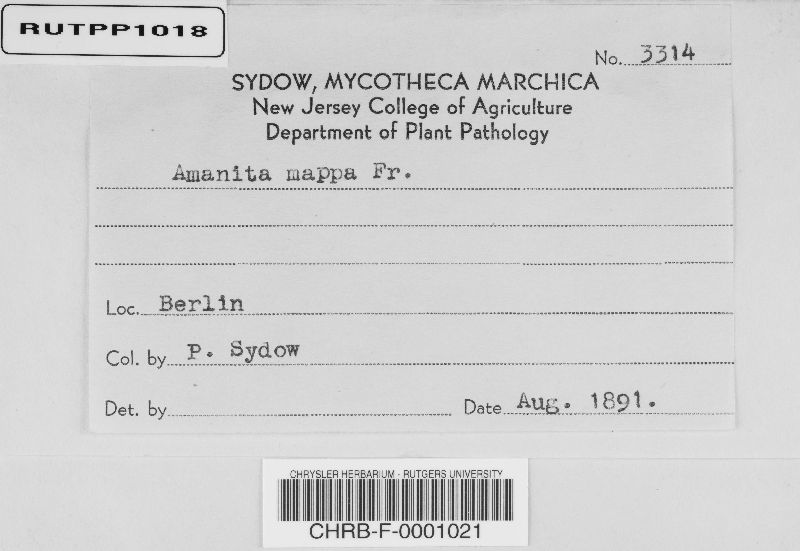 RUTPP1018
No. 3314
SYDOW, MYCOTHECA MARCHICA
New Jersey College of Agriculture
Department of Plant Pathology
Amanita mappa Fr.
Loc. Berlin
Col. by P. Sydow
Det. by Date Aug. 1891.
CHRYSLER HERBARIUM - RUTGERS UNIVERSITY
CHRB-F-0001021